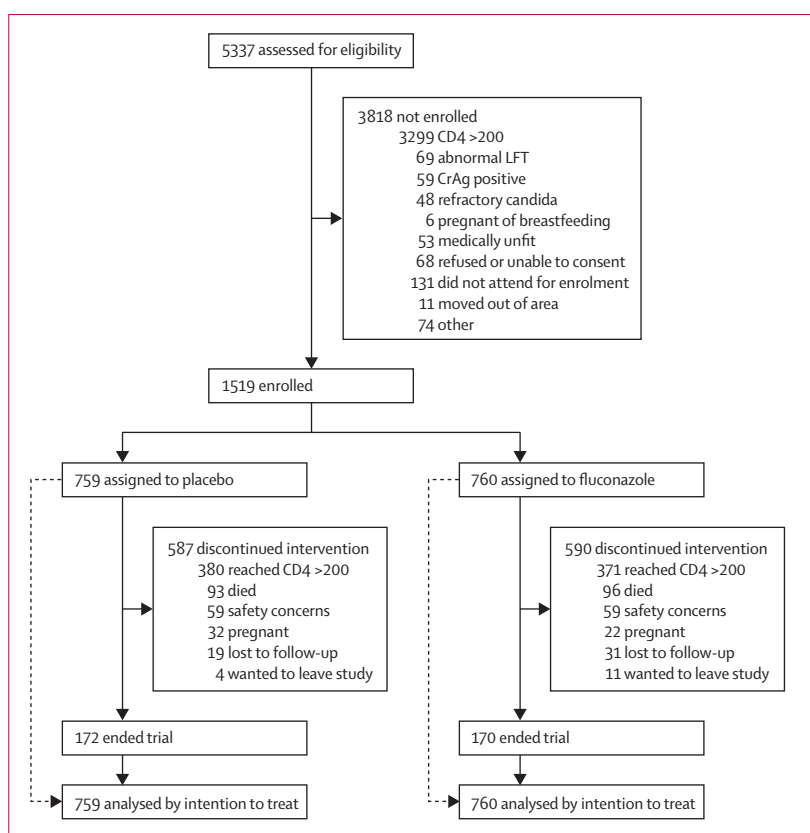 5337 assessed for eligibility
3818 not enrolled
3299 CD4 >200
69 abnormal LFT
59 CrAg positive
48 refractory candida
6 pregnant of breastfeeding
53 medically unfit
68 refused or unable to consent
131 did not attend for enrolment
11 moved out of area
74 other
1519 enrolled
759 assigned to placebo
760 assigned to fluconazole
587 discontinued intervention
380 reached CD4 >200
93 died
59 safety concerns
32 pregnant
19 lost to follow-up
4 wanted to leave study
590 discontinued intervention
371 reached CD4 >200
96 died
59 safety concerns
22 pregnant
31 lost to follow-up
11 wanted to leave study
172 ended trial
170 ended trial
759 analysed by intention to treat
760 analysed by intention to treat